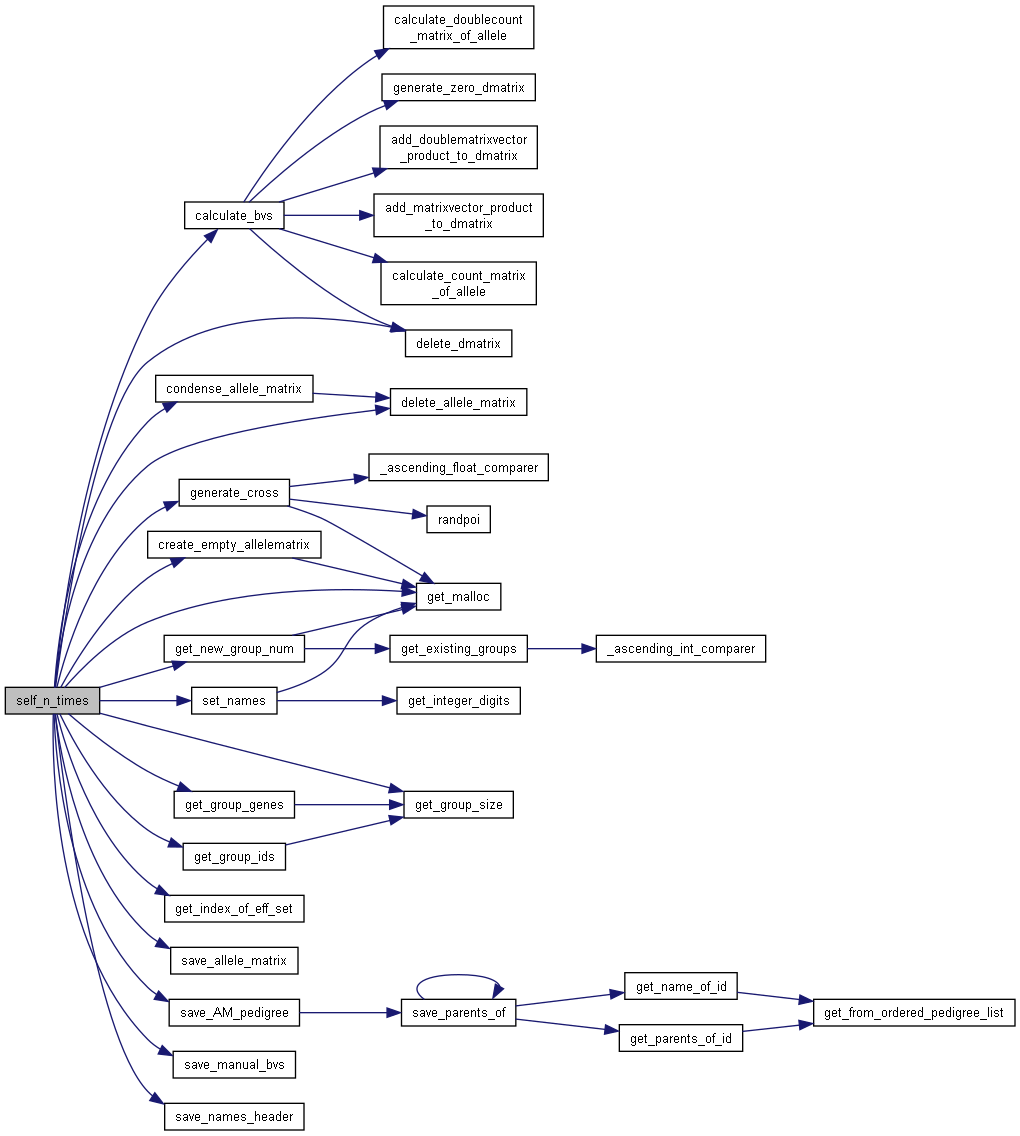 calculate_doublecount
_matrix_of_allele
generate_zero_dmatrix
add_doublematrixvector
_product_to_dmatrix
calculate_bvs
add_matrixvector_product
_to_dmatrix
calculate_count_matrix
_of_allele
delete_dmatrix
condense_allele_matrix
delete_allele_matrix
_ascending_float_comparer
generate_cross
randpoi
create_empty_allelematrix
get_malloc
get_new_group_num
get_existing_groups
_ascending_int_comparer
self_n_times
set_names
get_integer_digits
get_group_genes
get_group_size
get_group_ids
get_index_of_eff_set
save_allele_matrix
get_name_of_id
save_AM_pedigree
save_parents_of
get_from_ordered_pedigree_list
get_parents_of_id
save_manual_bvs
save_names_header